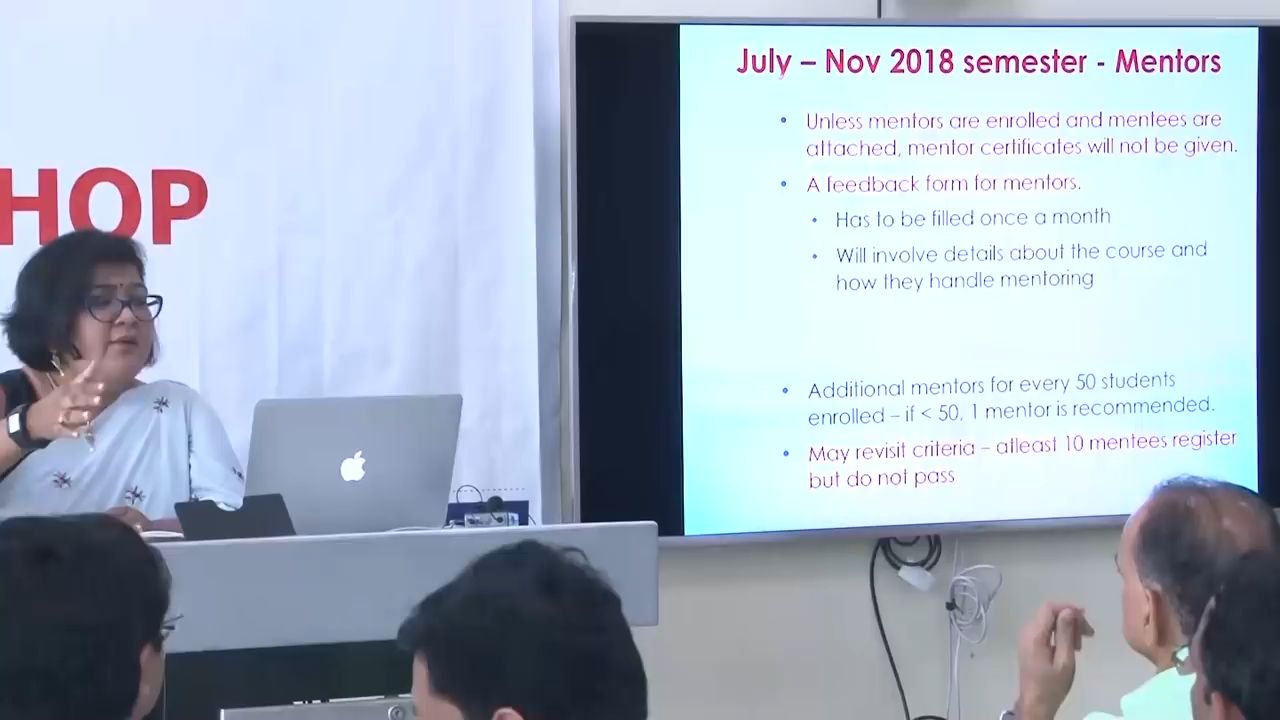 HOP
July – Nov 2018 semester - Mentors
• Unless mentors are enrolled and mentees are
attached, mentor certificates will not be given.
• A feedback form for mentors.
• Has to be filled once a month
• Will involve details about the course and
how they handle mentoring
• Additional mentors for every 50 students
enrolled – if < 50, 1 mentor is recommended.
• May revisit criteria – atleast 10 mentees register
but do not pass